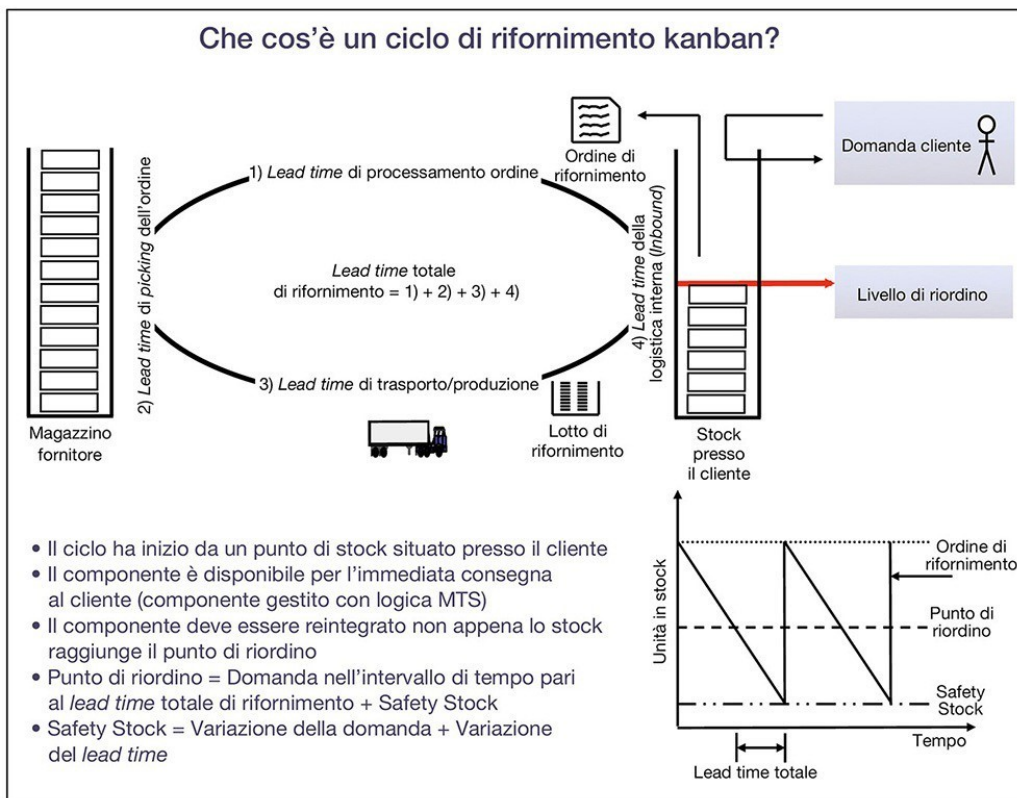 Che cos'è un ciclo di rifornimento kanban?
Ordine di
rifornimento
Domanda cliente
1) Lead time di processamento ordine
2) Lead time di picking dell'ordine
Lead time totale
di rifornimento = 1) + 2) + 3) + 4)
4) Lead time della
logistica interna (Inbound)
Livello di riordino
3) Lead time di trasporto/produzione
Magazzino
fornitore
Lotto di
rifornimento
Stock
presso
il cliente
• Il ciclo ha inizio da un punto di stock situato presso il cliente
• Il componente è disponibile per l'immediata consegna
al cliente (componente gestito con logica MTS)
• Il componente deve essere reintegrato non appena lo stock
raggiunge il punto di riordino
• Punto di riordino = Domanda nell'intervallo di tempo pari
al lead time totale di rifornimento + Safety Stock
• Safety Stock = Variazione della domanda + Variazione
del lead time
Unità in stock
Ordine di
rifornimento
Punto di
riordino
Safety
Stock
Tempo
Lead time totale